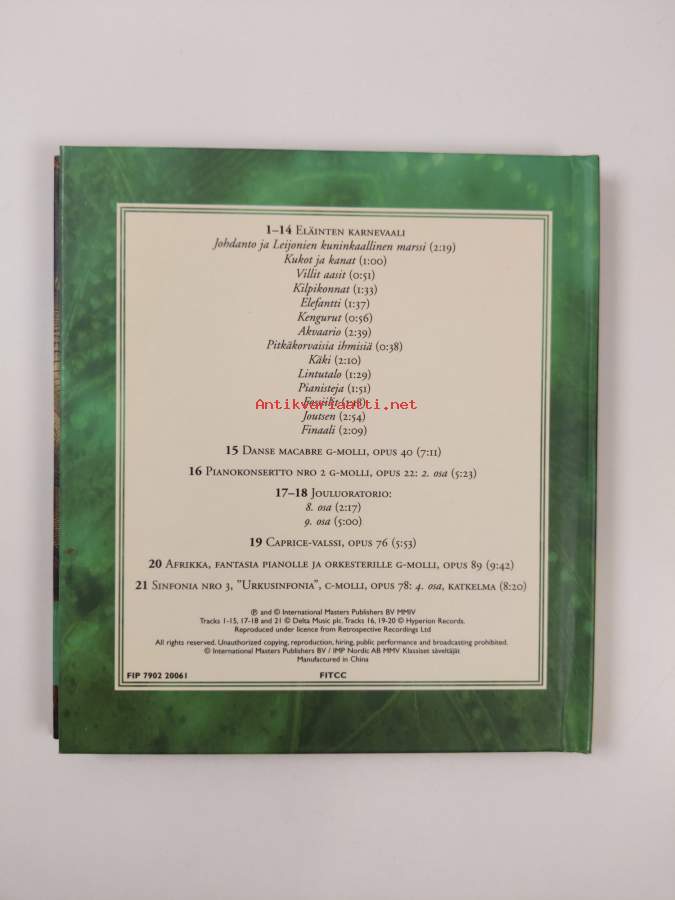 1–14 Eläinten karnevaali
Johdanto ja Leijonien kuninkaallinen marssi (2:19)
Kukot ja kanat (1:00)
Villit aasit (0:51)
Kilpikonnat (1:33)
Elefantti (1:37)
Kengurut (0:56)
Akvaario (2:39)
Pitkäkorvaisia ihmisiä (0:38)
Käki (2:10)
Lintutalo (1:29)
Pianisteja (1:51)
Antikvariaatti.net
Joutsen (2:54)
Finaali (2:09)
15 Danse macabre g-molli, opus 40 (7:11)
16 Pianokonsertto nro 2 g-molli, opus 22: 2. osa (5:23)
17–18 Jouluoratorio:
8. osa (2:17)
9. osa (5:00)
19 Caprice-valssi, opus 76 (5:53)
20 Afrikka, fantasia pianolle ja orkesterille g-molli, opus 89 (9:42)
21 Sinfonia nro 3, "Urkusinfonia", c-molli, opus 78: 4. osa, katkelma (8:20)
℗ and © International Masters Publishers BV MMIV
Tracks 1-15, 17-18 and 21 © Delta Music plc. Tracks 16, 19-20 © Hyperion Records.
Reproduced under licence from Retrospective Recordings Ltd
All rights reserved. Unauthorized copying, reproduction, hiring, public performance and broadcasting prohibited.
© International Masters Publishers BV / IMP Nordic AB MMV Klassiset säveltäjät
Manufactured in China
FIP 7902 20061 FITCC